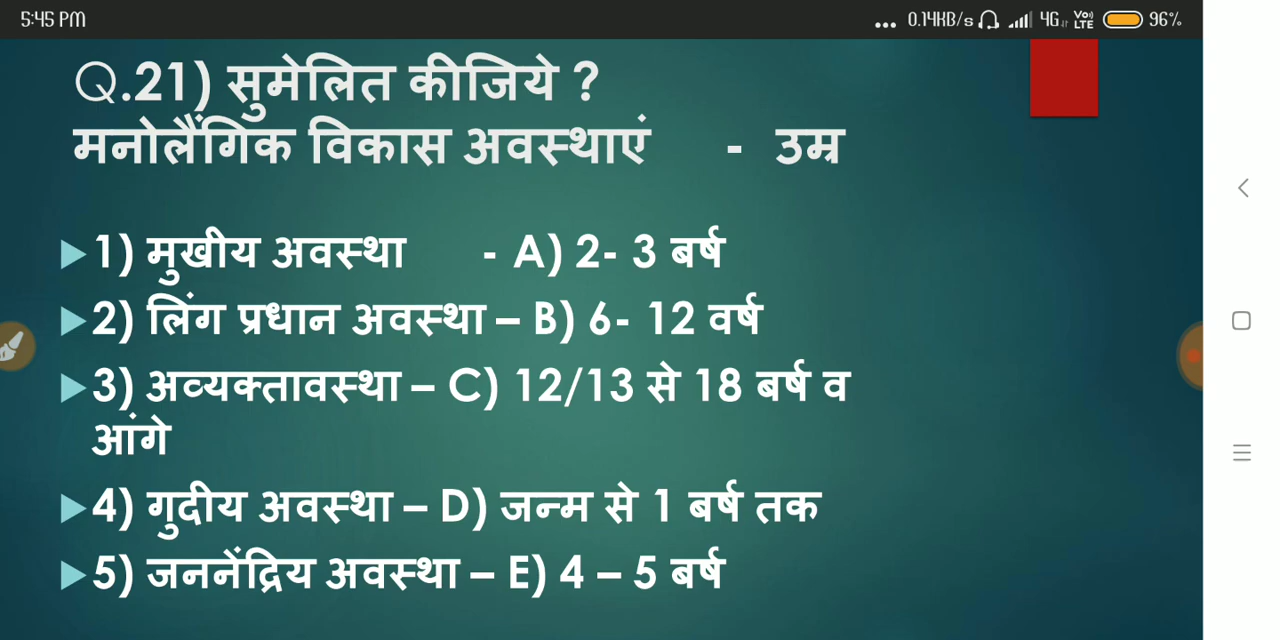 5:45 PM ... 0.14KB/s 4G VoLTE 96%
Q.21) सुमेलित कीजिये ?
मनोलैंगिक विकास अवस्थाएं - उम्र
1) मुखीय अवस्था - A) 2- 3 बर्ष
2) लिंग प्रधान अवस्था – B) 6- 12 वर्ष
3) अव्यक्तावस्था – C) 12/13 से 18 बर्ष व
आंगे
4) गुदीय अवस्था – D) जन्म से 1 बर्ष तक
5) जननेंद्रिय अवस्था – E) 4 – 5 बर्ष